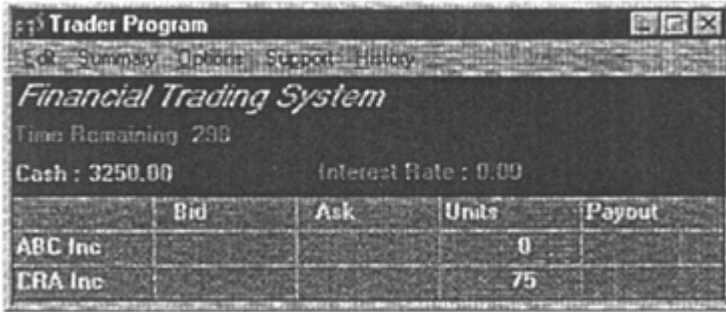 Trader Program
Edit Summary Options Support History
Financial Trading System
Time Remaining 298
Cash : 3250.00 Interest Rate : 0.00
Bid Ask Units Payout
ABC Inc 0
CRA Inc 75